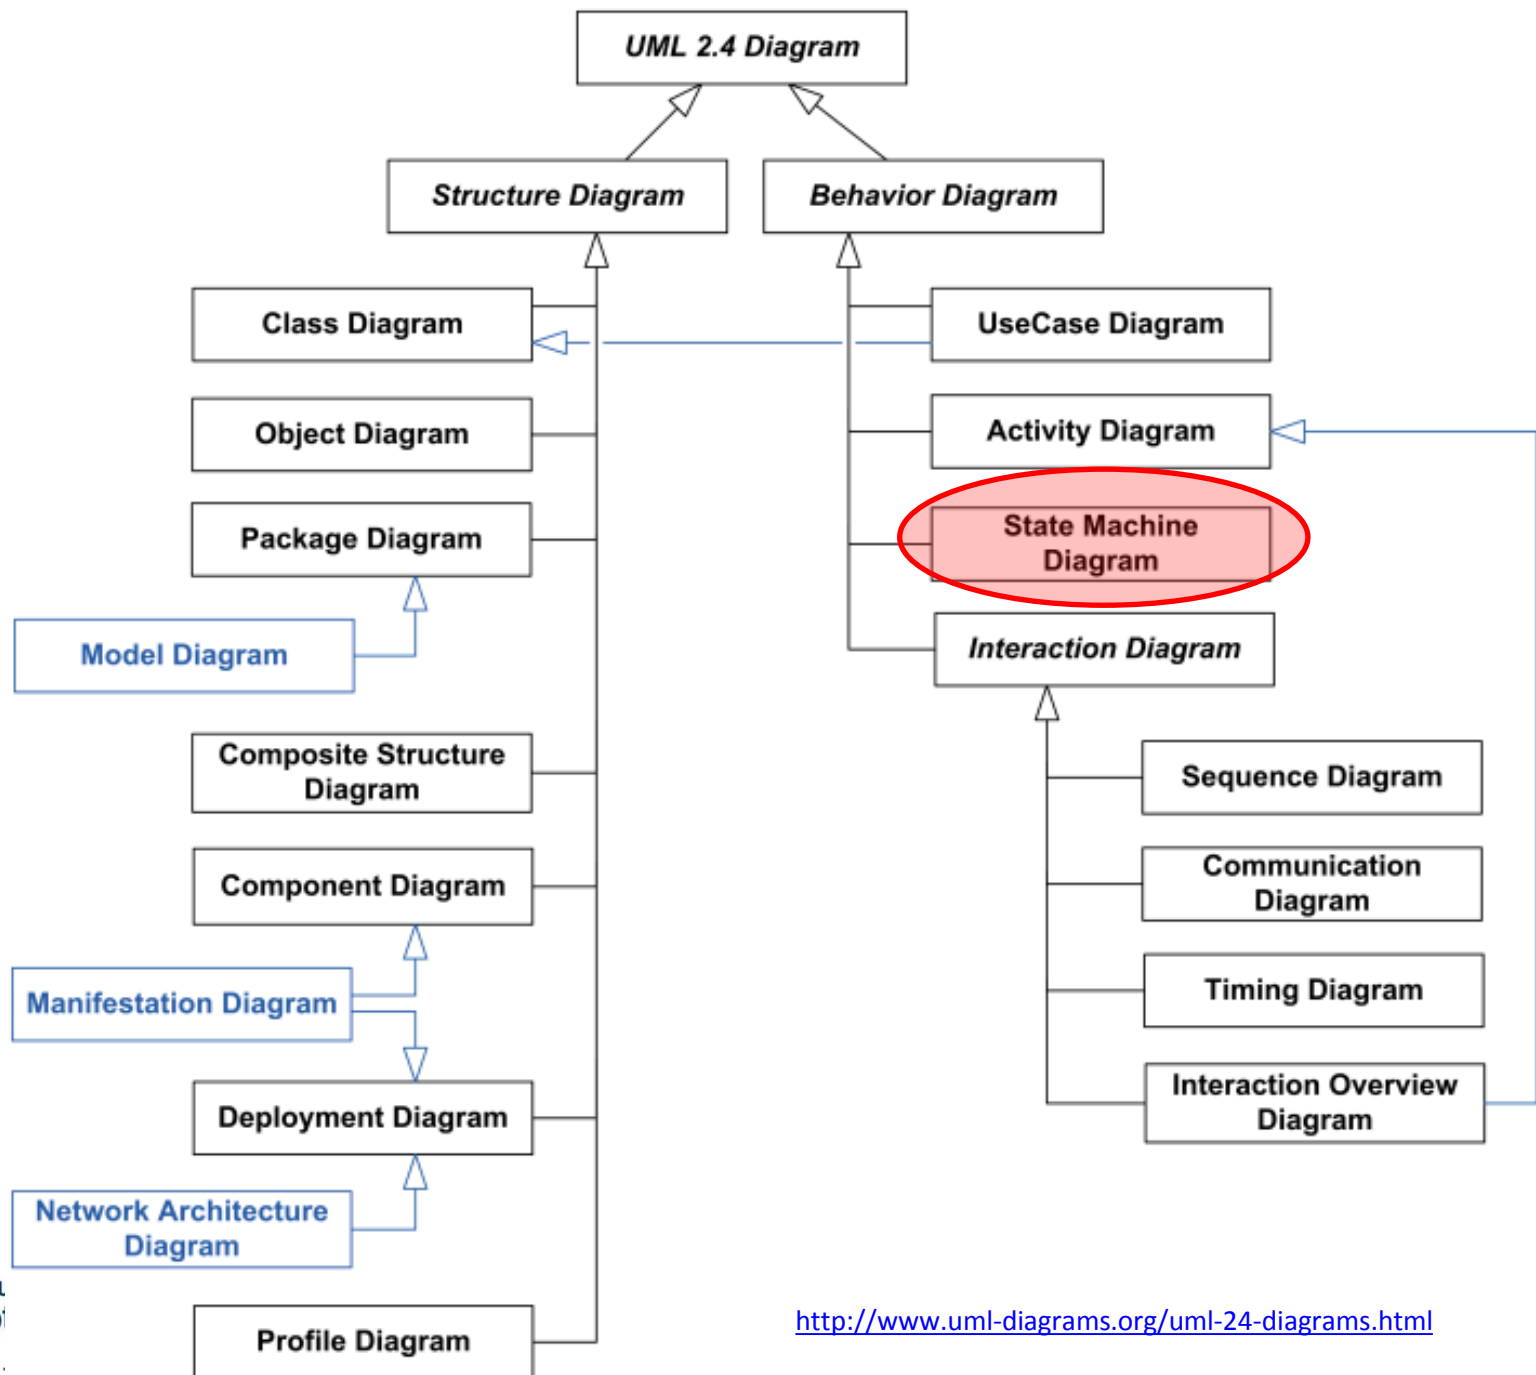 UML 2.4 Diagram
Structure Diagram
Behavior Diagram
Class Diagram
UseCase Diagram
Object Diagram
Activity Diagram
Package Diagram
State Machine
Diagram
Model Diagram
Interaction Diagram
Composite Structure
Diagram
Sequence Diagram
Component Diagram
Communication
Diagram
Manifestation Diagram
Timing Diagram
Deployment Diagram
Interaction Overview
Diagram
Network Architecture
Diagram
Profile Diagram
http://www.uml-diagrams.org/uml-24-diagrams.html